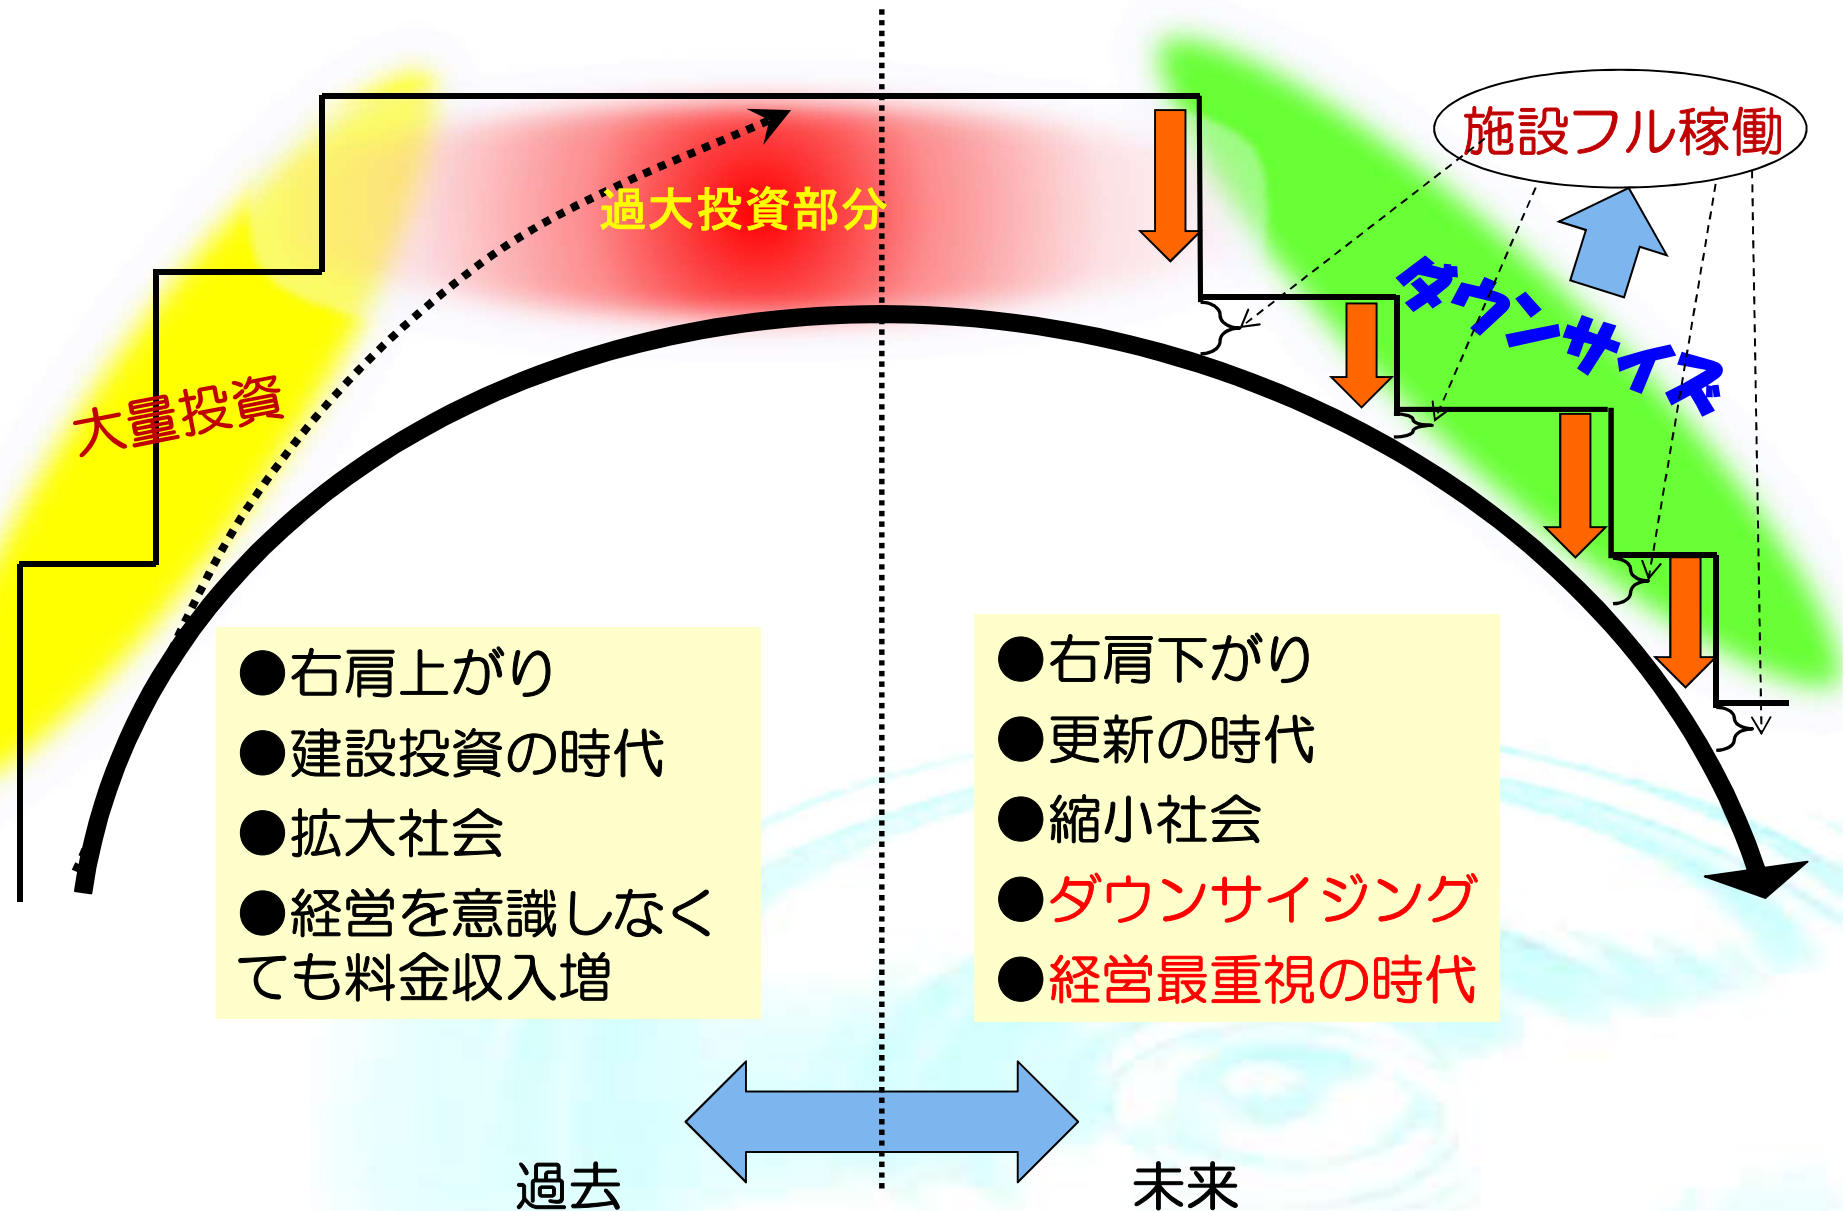 施設フル稼働
過大投資部分
ダウンサイズ
大量投資
●右肩上がり
●建設投資の時代
●拡大社会
●経営を意識しなく
ても料金収入増
●右肩下がり
●更新の時代
●縮小社会
●ダウンサイジング
●経営最重視の時代
過去
未来